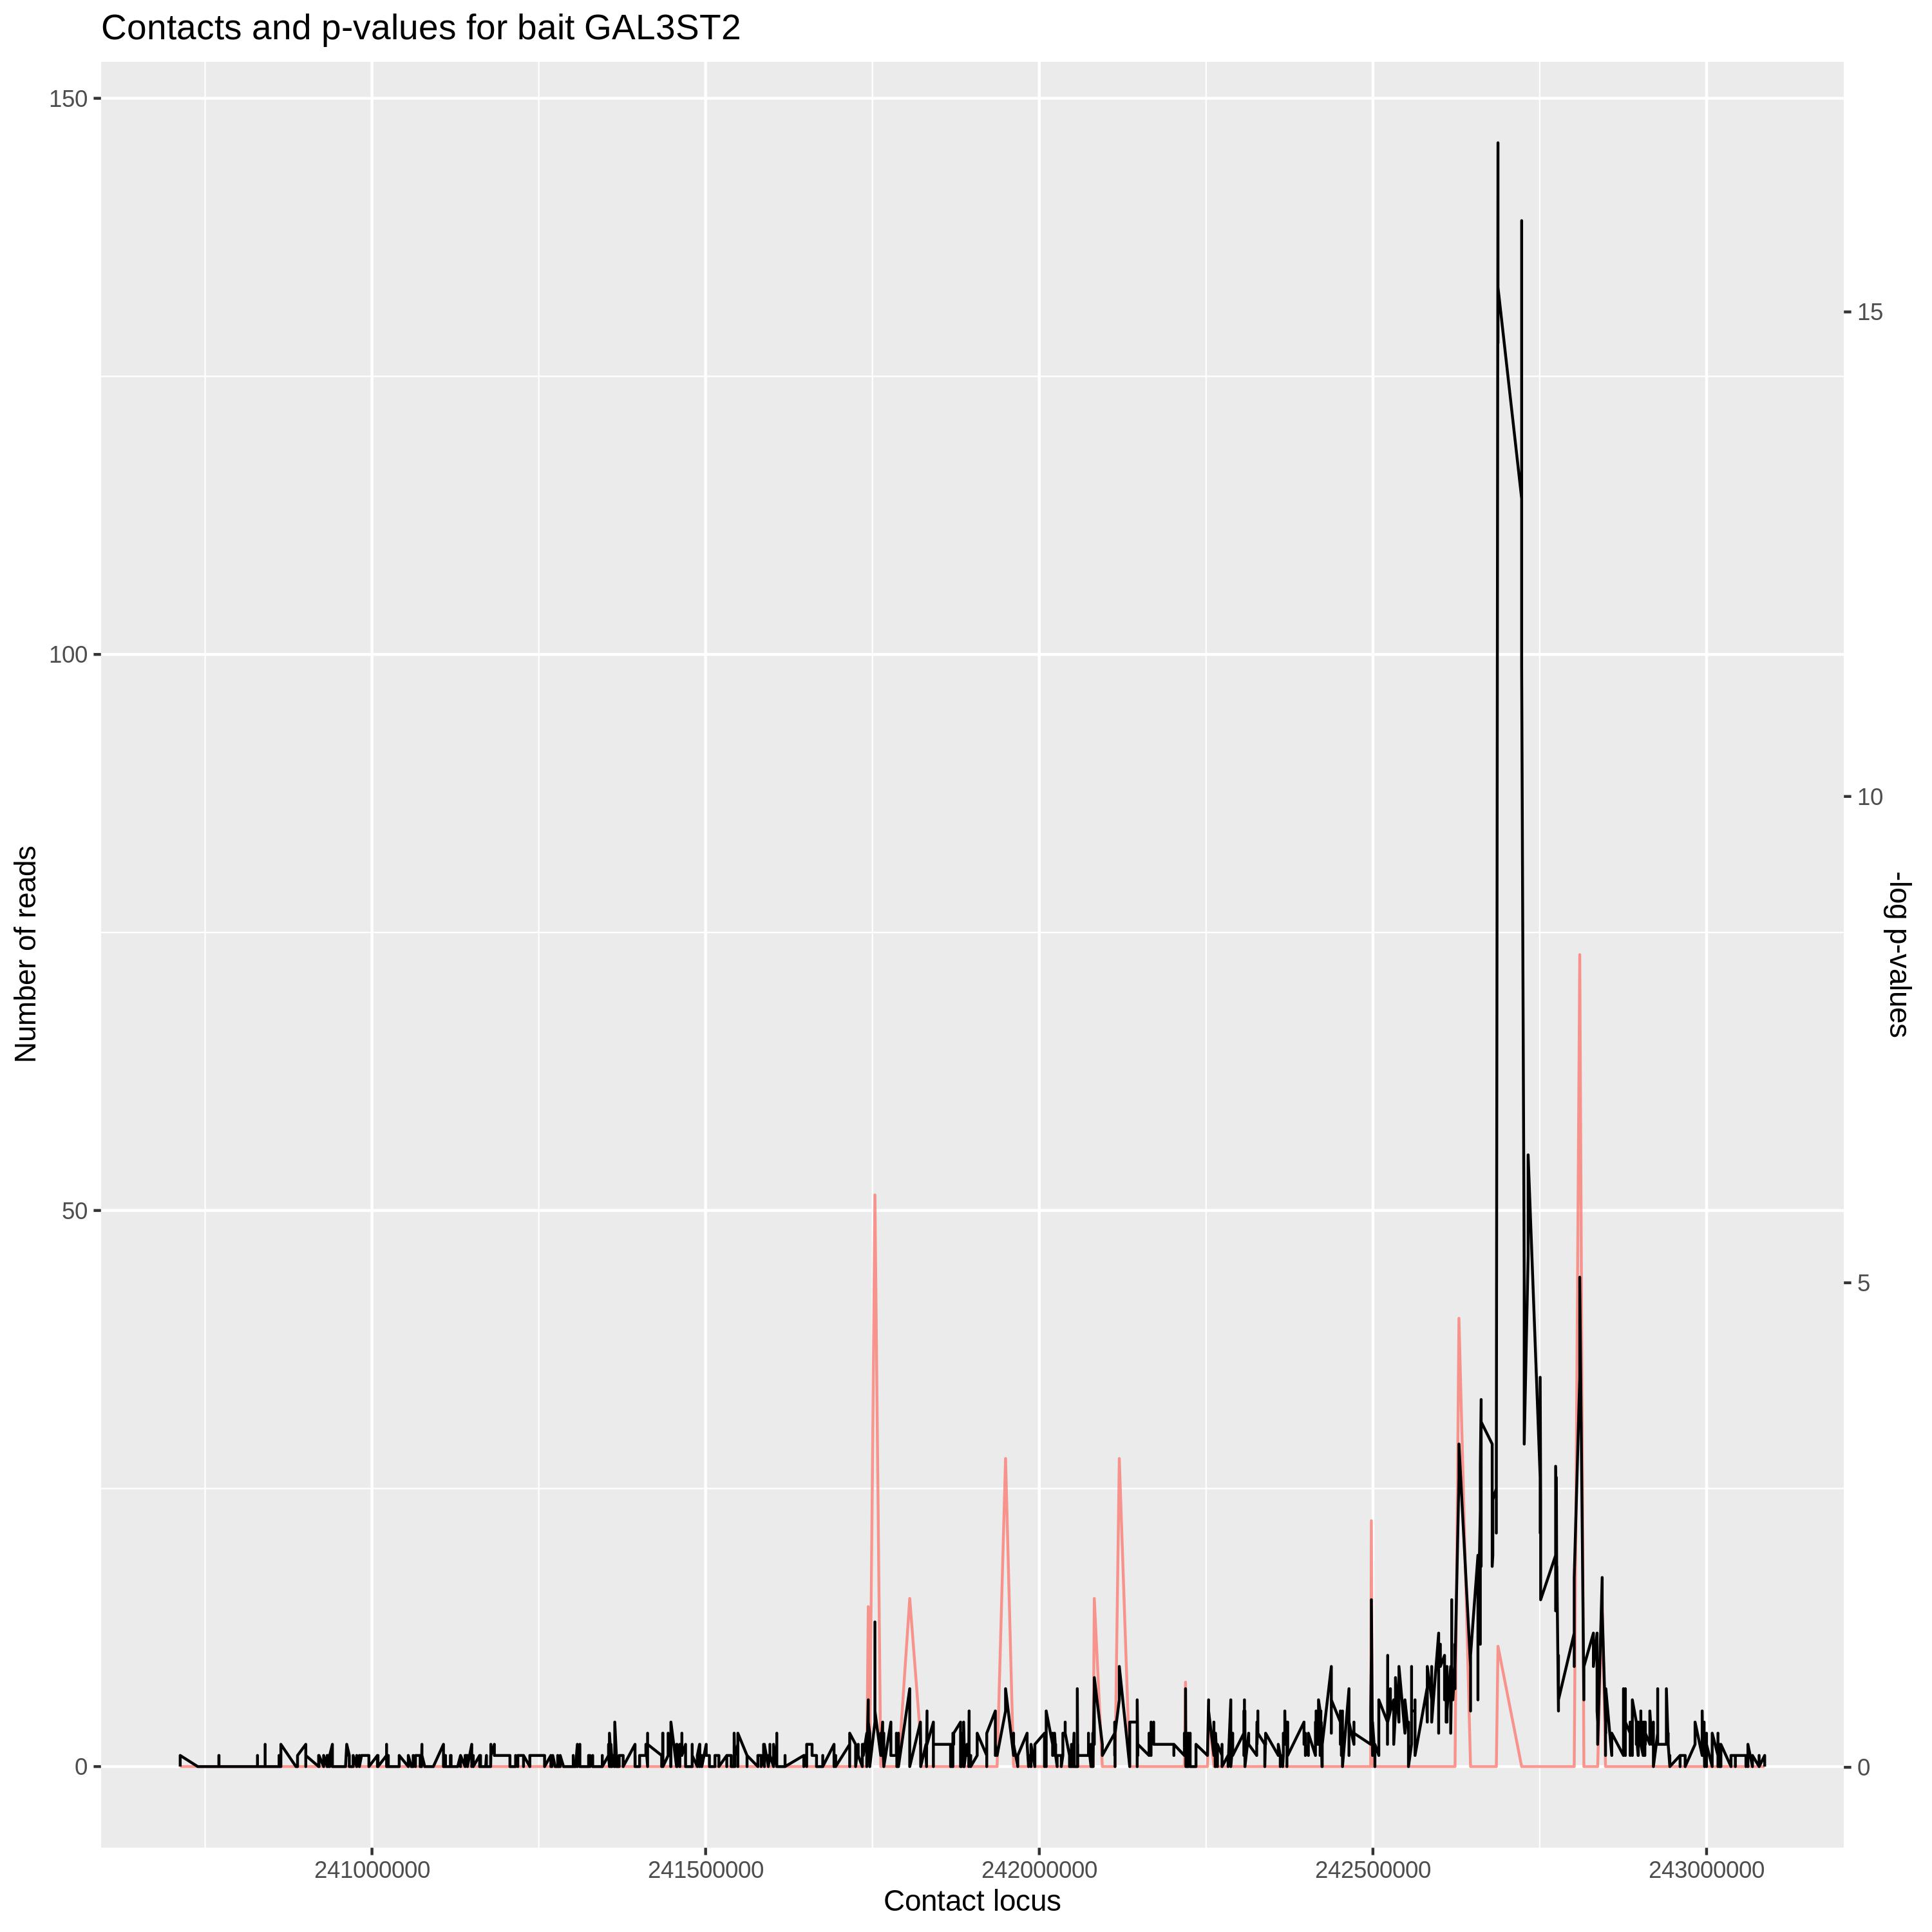 Contacts and p-values for bait GAL3ST2
150
100
50
0
Number of reads
15
10
5
0
-log p-values
241000000 241500000 242000000 242500000 243000000
Contact locus